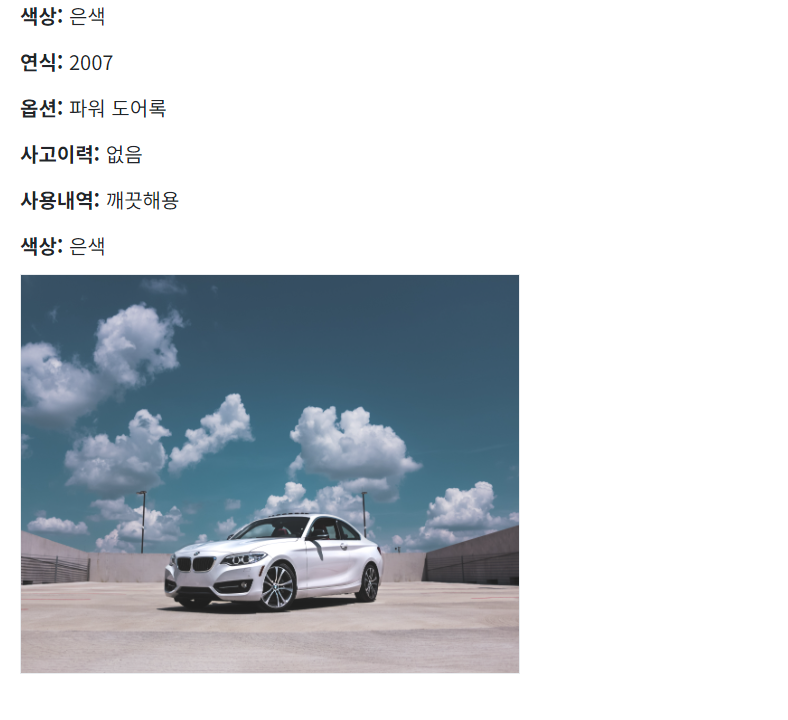 색상: 은색
연식: 2007
옵션: 파워 도어록
사고이력: 없음
사용내역: 깨끗해용
색상: 은색